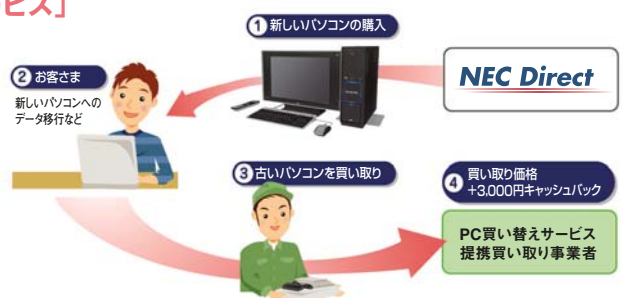 ビス」
① 新しいパソコンの購入
② お客さま
新しいパソコンへの
データ移行など
NEC Direct
③ 古いパソコンを買い取り
④ 買い取り価格
+3,000円キャッシュバック
PC買い替えサービス
提携買い取り事業者